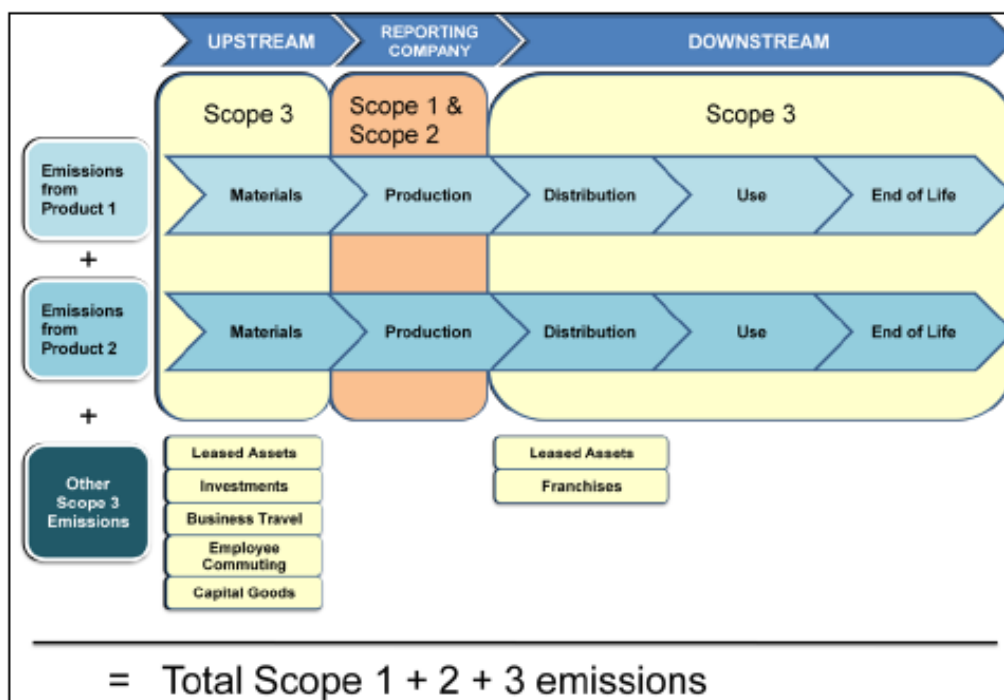 UPSTREAM
REPORTING
COMPANY
DOWNSTREAM
Scope 3
Scope 1 &
Scope 2
Scope 3
Emissions
from
Product 1
Materials
Production
Distribution
Use
End of Life
+
Emissions
from
Product 2
Materials
Production
Distribution
Use
End of Life
+
Other
Scope 3
Emissions
Leased Assets
Investments
Business Travel
Employee
Commuting
Capital Goods
Leased Assets
Franchises
= Total Scope 1 + 2 + 3 emissions